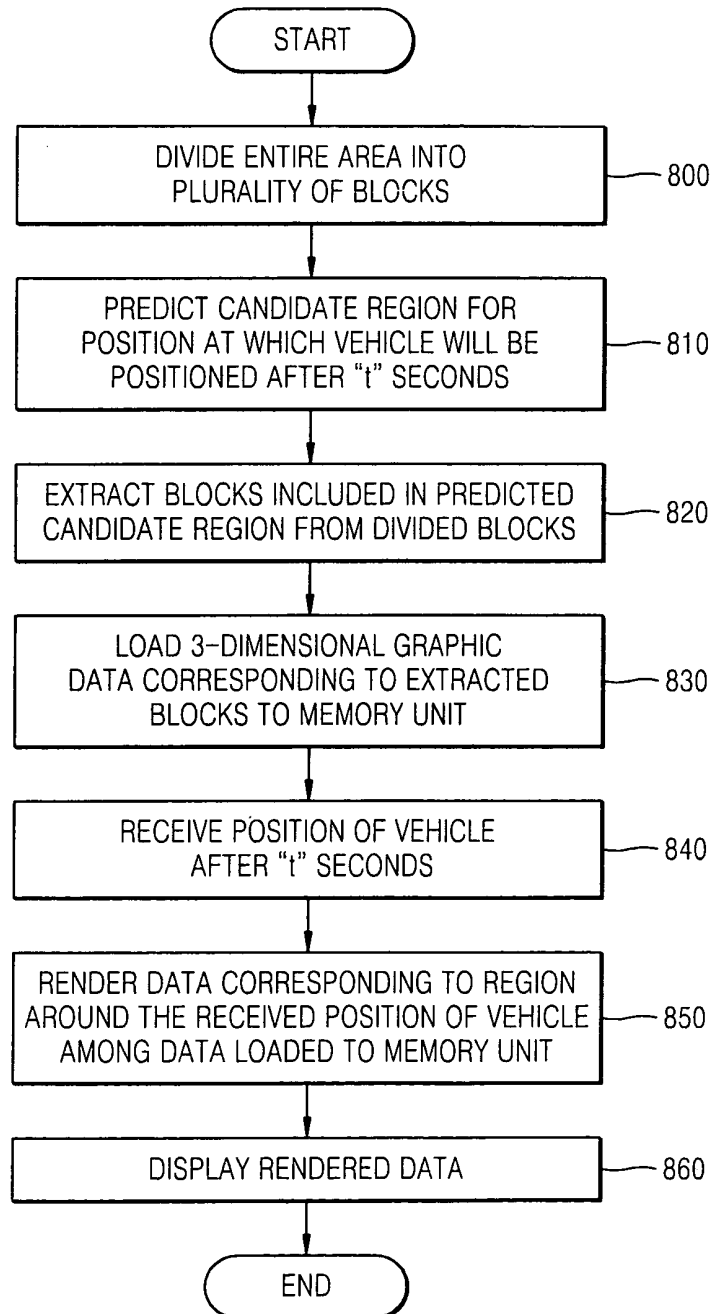 START
DIVIDE ENTIRE AREA INTO
PLURALITY OF BLOCKS
800
PREDICT CANDIDATE REGION FOR
POSITION AT WHICH VEHICLE WILL BE
POSITIONED AFTER “t” SECONDS
810
EXTRACT BLOCKS INCLUDED IN PREDICTED
CANDIDATE REGION FROM DIVIDED BLOCKS
820
LOAD 3-DIMENSIONAL GRAPHIC
DATA CORRESPONDING TO EXTRACTED
BLOCKS TO MEMORY UNIT
830
RECEIVE POSITION OF VEHICLE
AFTER “t” SECONDS
840
RENDER DATA CORRESPONDING TO REGION
AROUND THE RECEIVED POSITION OF VEHICLE
AMONG DATA LOADED TO MEMORY UNIT
850
DISPLAY RENDERED DATA
860
END